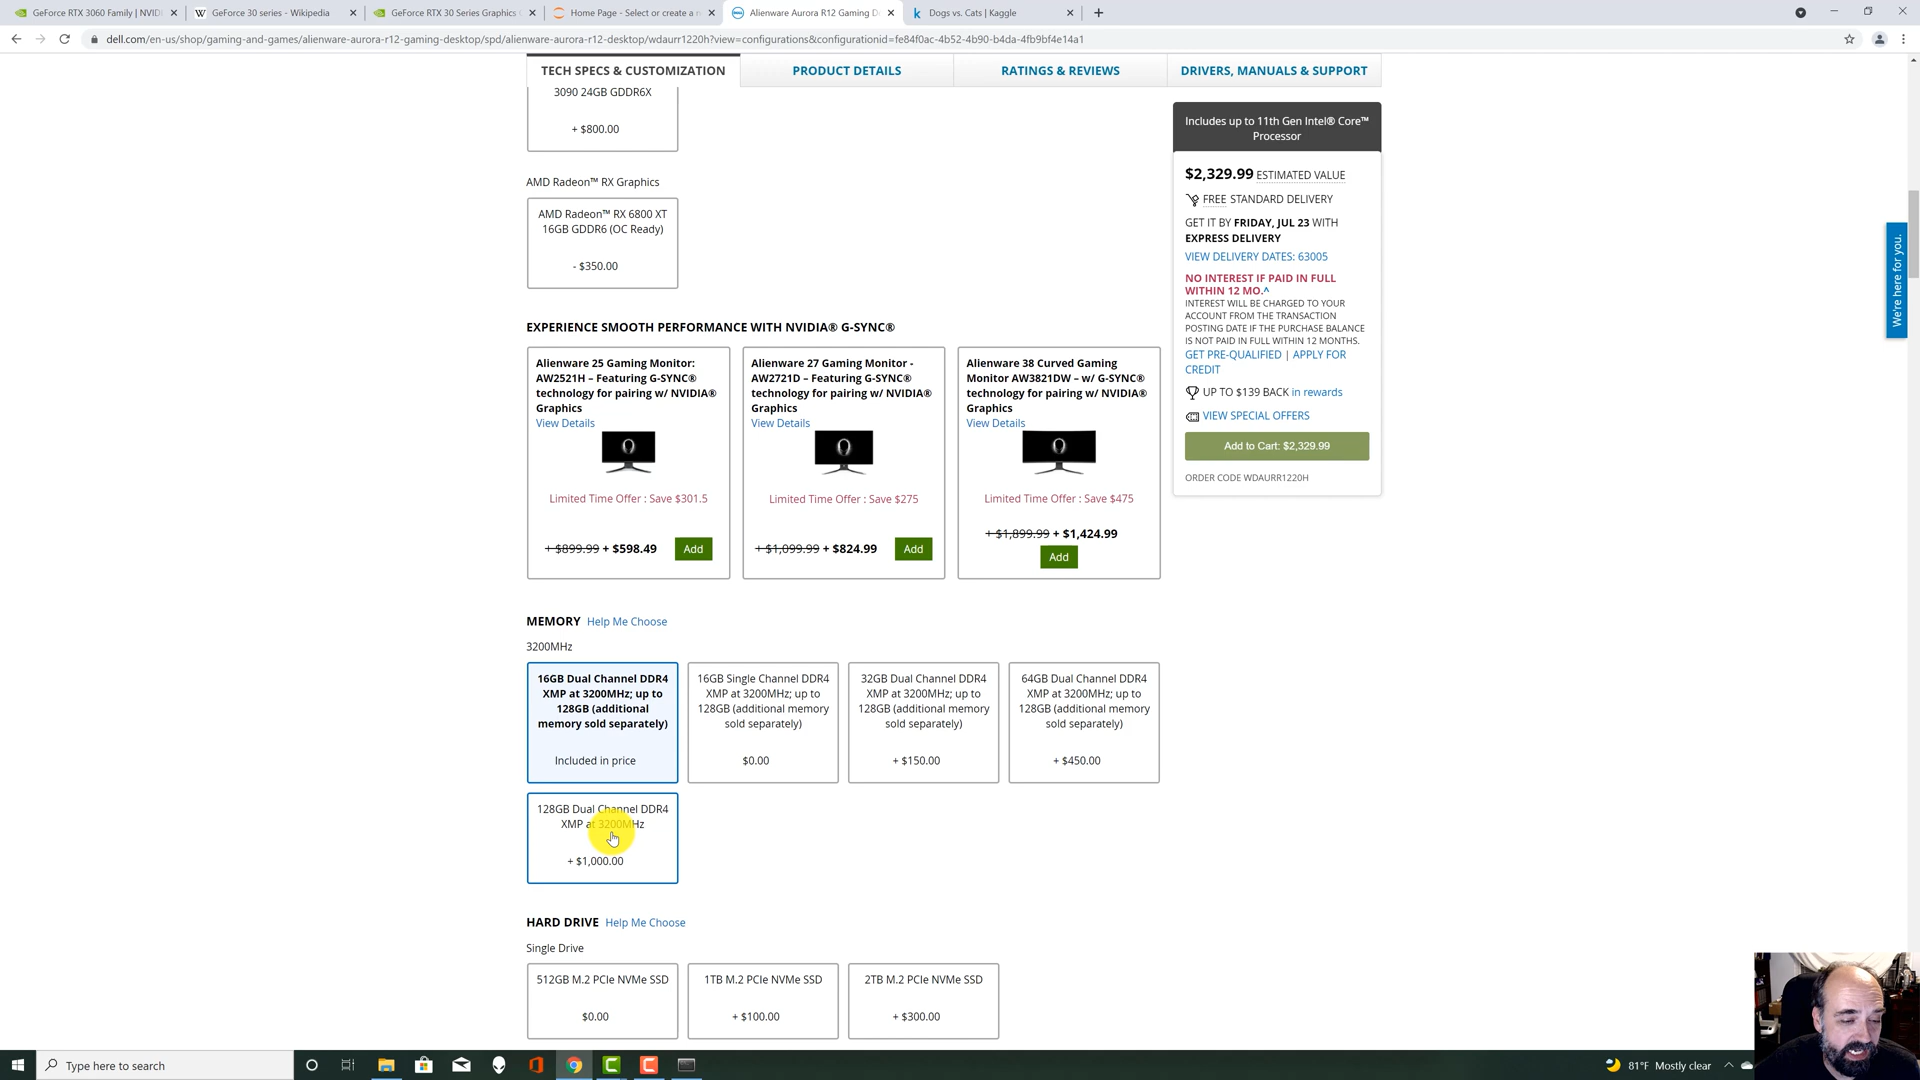 GeForce RTX 3060 Family | NVIDI
GeForce 30 series - Wikipedia
GeForce RTX 30 Series Graphics C
Home Page - Select or create a n
Alienware Aurora R12 Gaming De
Dogs vs. Cats | Kaggle
dell.com/en-us/shop/gaming-and-games/alienware-aurora-r12-gaming-desktop/spd/alienware-aurora-r12-desktop/wdaurr1220h?view=configurations&configurationid=fe84f0ac-4b52-4b90-b4da-4fb9bf4e14a1
TECH SPECS & CUSTOMIZATION
PRODUCT DETAILS
RATINGS & REVIEWS
DRIVERS, MANUALS & SUPPORT
3090 24GB GDDR6X
+ $800.00
AMD Radeon™ RX Graphics
AMD Radeon™ RX 6800 XT
16GB GDDR6 (OC Ready)
- $350.00
Includes up to 11th Gen Intel® Core™
Processor
$2,329.99 ESTIMATED VALUE
FREE STANDARD DELIVERY
GET IT BY FRIDAY, JUL 23 WITH
EXPRESS DELIVERY
VIEW DELIVERY DATES: 63005
NO INTEREST IF PAID IN FULL
WITHIN 12 MO.^
INTEREST WILL BE CHARGED TO YOUR
ACCOUNT FROM THE TRANSACTION
POSTING DATE IF THE PURCHASE BALANCE
IS NOT PAID IN FULL WITHIN 12 MONTHS.
GET PRE-QUALIFIED | APPLY FOR
CREDIT
UP TO $139 BACK in rewards
VIEW SPECIAL OFFERS
Add to Cart: $2,329.99
ORDER CODE WDAURR1220H
We're here for you.
EXPERIENCE SMOOTH PERFORMANCE WITH NVIDIA® G-SYNC®
Alienware 25 Gaming Monitor:
AW2521H – Featuring G-SYNC®
technology for pairing w/ NVIDIA®
Graphics
View Details
Limited Time Offer : Save $301.5
+ $899.99 + $598.49
Add
Alienware 27 Gaming Monitor -
AW2721D – Featuring G-SYNC®
technology for pairing w/ NVIDIA®
Graphics
View Details
Limited Time Offer : Save $275
+ $1,099.99 + $824.99
Add
Alienware 38 Curved Gaming
Monitor AW3821DW – w/ G-SYNC®
technology for pairing w/ NVIDIA®
Graphics
View Details
Limited Time Offer : Save $475
+ $1,899.99 + $1,424.99
Add
MEMORY Help Me Choose
3200MHz
16GB Dual Channel DDR4
XMP at 3200MHz; up to
128GB (additional
memory sold separately)
Included in price
16GB Single Channel DDR4
XMP at 3200MHz; up to
128GB (additional memory
sold separately)
$0.00
32GB Dual Channel DDR4
XMP at 3200MHz; up to
128GB (additional memory
sold separately)
+ $150.00
64GB Dual Channel DDR4
XMP at 3200MHz; up to
128GB (additional memory
sold separately)
+ $450.00
128GB Dual Channel DDR4
XMP at 3200MHz
+ $1,000.00
HARD DRIVE Help Me Choose
Single Drive
512GB M.2 PCIe NVMe SSD
$0.00
1TB M.2 PCIe NVMe SSD
+ $100.00
2TB M.2 PCIe NVMe SSD
+ $300.00
Type here to search
81°F Mostly clear